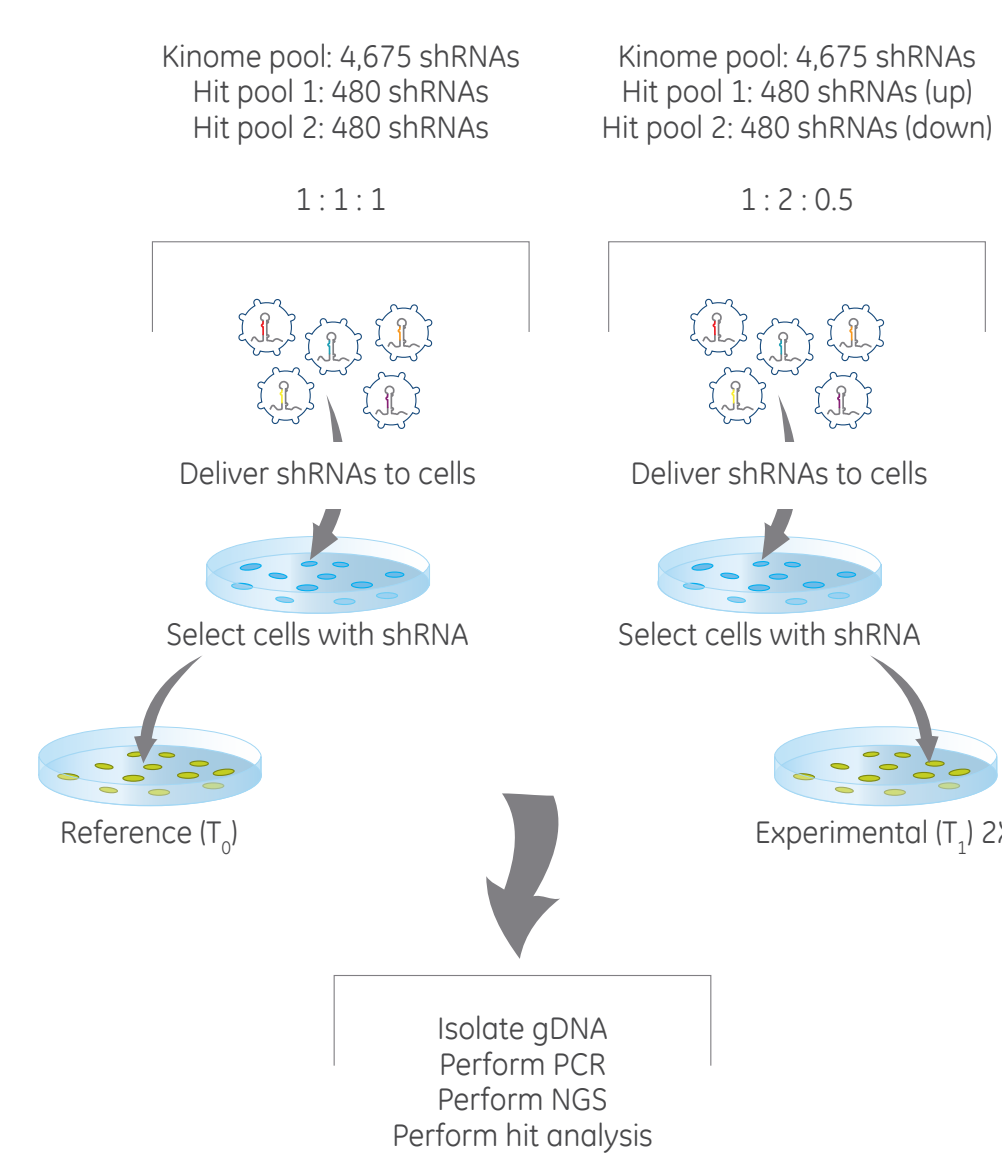 Kinome pool: 4,675 shRNAs
Hit pool 1: 480 shRNAs
Hit pool 2: 480 shRNAs
1 : 1 : 1
Kinome pool: 4,675 shRNAs
Hit pool 1: 480 shRNAs (up)
Hit pool 2: 480 shRNAs (down)
1 : 2 : 0.5
Deliver shRNAs to cells
Deliver shRNAs to cells
Select cells with shRNA
Select cells with shRNA
Reference (T₀)
Experimental (T₁)
Isolate gDNA
Perform PCR
Perform NGS
Perform hit analysis